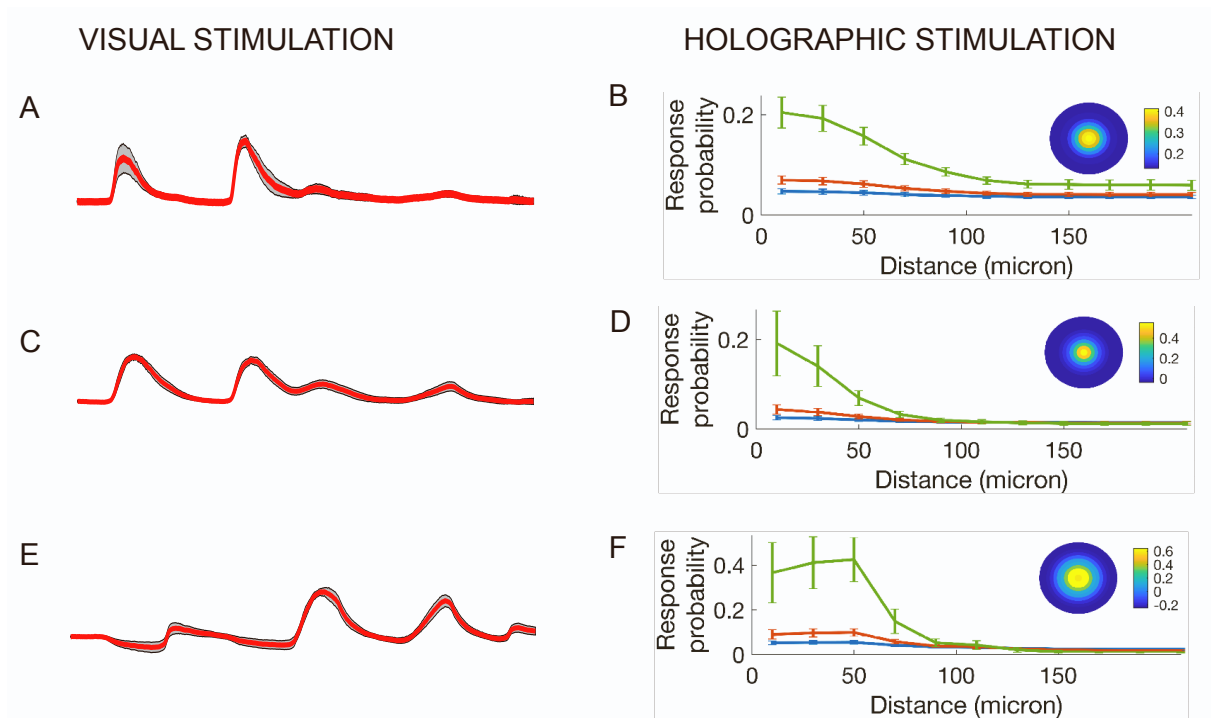 VISUAL STIMULATION
HOLOGRAPHIC STIMULATION
A
B
Response
probability
0.2
0
0
50
100
150
Distance (micron)
0.4
0.3
0.2
C
D
Response
probability
0.2
0
0
50
100
150
Distance (micron)
0.4
0.2
0
E
F
Response
probability
0.4
0.2
0
0
50
100
150
Distance (micron)
0.6
0.4
0.2
0
-0.2